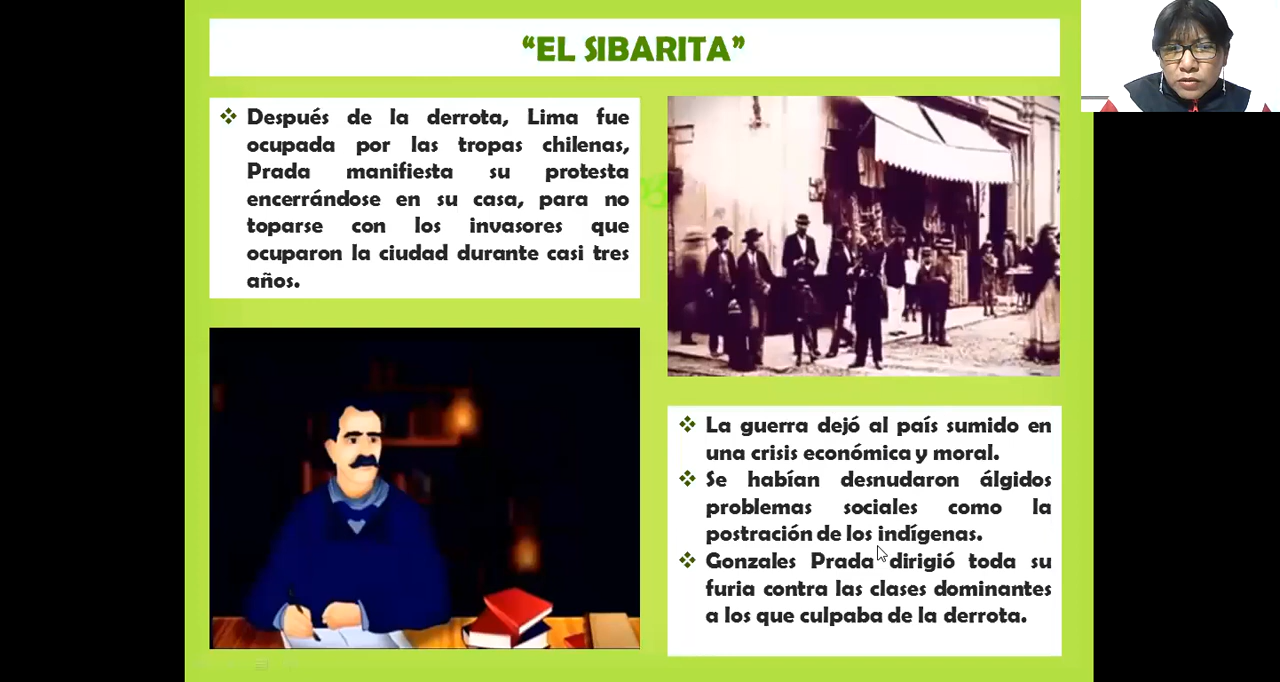 “EL SIBARITA”
Después de la derrota, Lima fue
ocupada por las tropas chilenas,
Prada manifiesta su protesta
encerrándose en su casa, para no
toparse con los invasores que
ocuparon la ciudad durante casi tres
años.
La guerra dejó al país sumido en
una crisis económica y moral.
Se habían desnudaron álgidos
problemas sociales como la
postración de los indígenas.
Gonzales Prada dirigió toda su
furia contra las clases dominantes
a los que culpaba de la derrota.